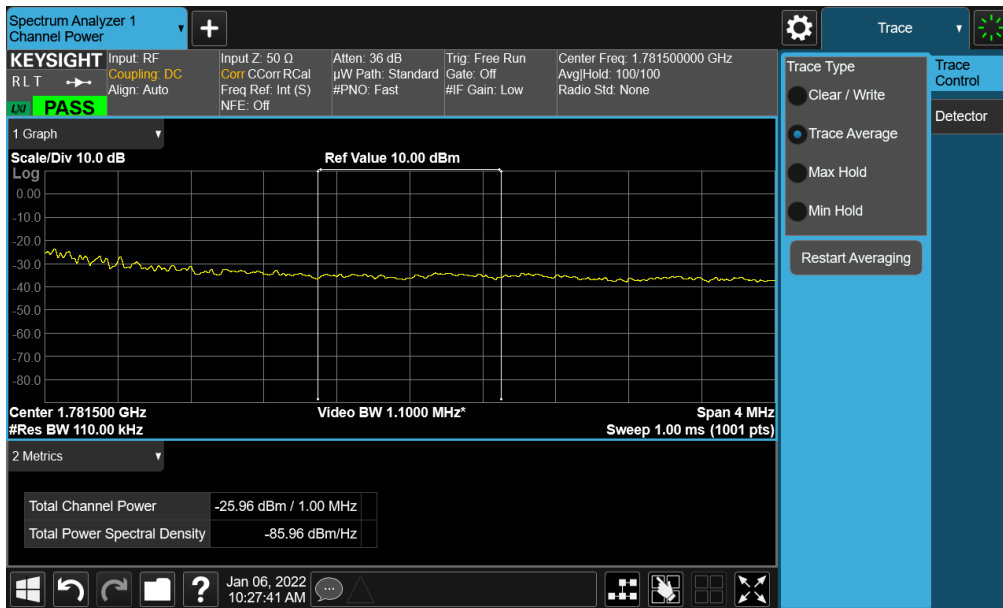 Spectrum Analyzer 1
Channel Power
Trace
KEYSIGHT
RLT
LXI
PASS
Input: RF
Coupling: DC
Align: Auto
Input Z: 50 Ω
Corr CCorr RCal
Freq Ref: Int (S)
NFE: Off
Atten: 36 dB
µW Path: Standard
#PNO: Fast
Trig: Free Run
Gate: Off
#IF Gain: Low
Center Freq: 1.781500000 GHz
Avg|Hold: 100/100
Radio Std: None
Trace Type
Clear / Write
Trace Average
Max Hold
Min Hold
Restart Averaging
Trace
Control
Detector
1 Graph
Scale/Div 10.0 dB
Ref Value 10.00 dBm
Log
0.00
-10.0
-20.0
-30.0
-40.0
-50.0
-60.0
-70.0
-80.0
Center 1.781500 GHz
Video BW 1.1000 MHz*
Span 4 MHz
#Res BW 110.00 kHz
Sweep 1.00 ms (1001 pts)
2 Metrics
Total Channel Power -25.96 dBm / 1.00 MHz
Total Power Spectral Density -85.96 dBm/Hz
?
Jan 06, 2022
10:27:41 AM